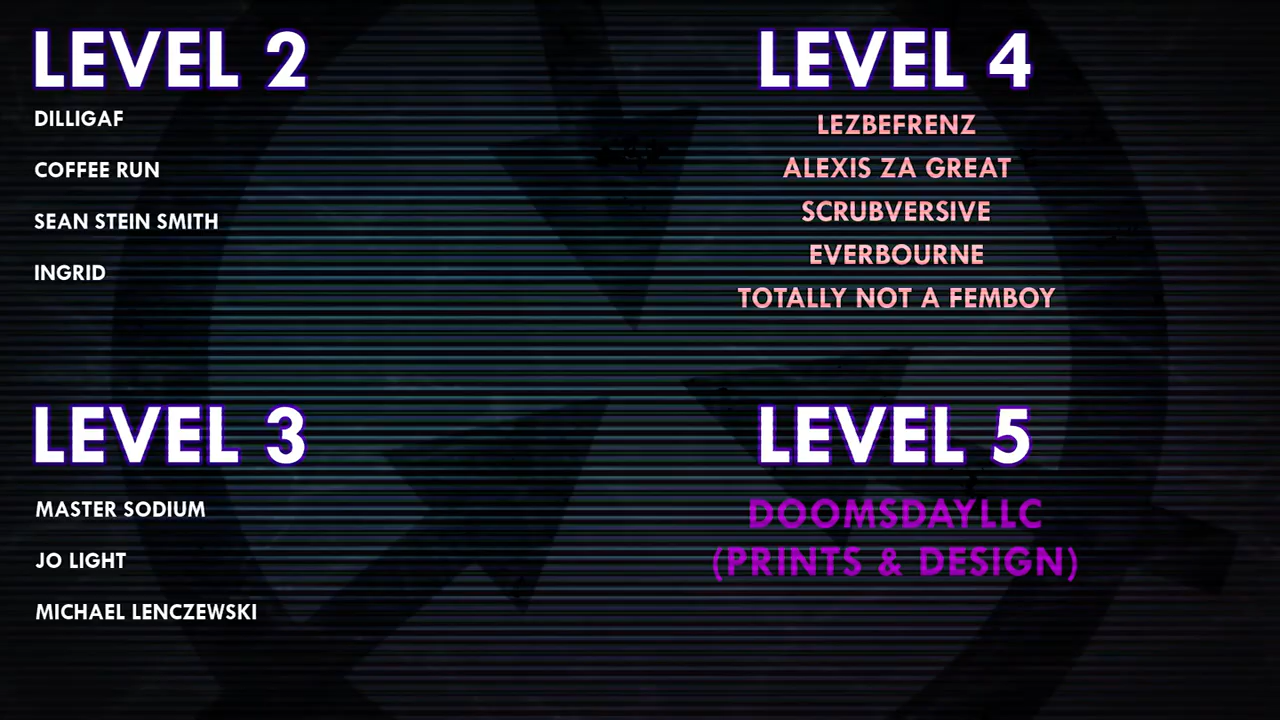 LEVEL 2
DILLIGAF
COFFEE RUN
SEAN STEIN SMITH
INGRID
LEVEL 3
MASTER SODIUM
JO LIGHT
MICHAEL LENCZEWSKI
LEVEL 4
LEZBEFRENZ
ALEXIS ZA GREAT
SCRUBVERSIVE
EVERBOURNE
TOTALLY NOT A FEMBOY
LEVEL 5
DOOMSDAYLLC
(PRINTS & DESIGN)